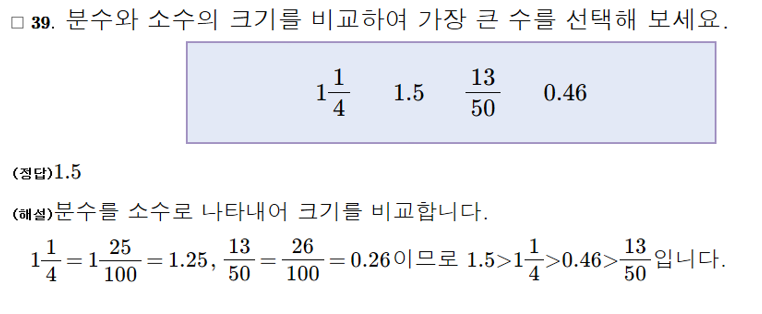 □ 39. 분수와 소수의 크기를 비교하여 가장 큰 수를 선택해 보세요.
1 1/4 1.5 13/50 0.46
(정답)1.5
(해설)분수를 소수로 나타내어 크기를 비교합니다.
1 1/4 = 1 25/100 = 1.25, 13/50 = 26/100 = 0.26이므로 1.5>1 1/4>0.46>13/50입니다.